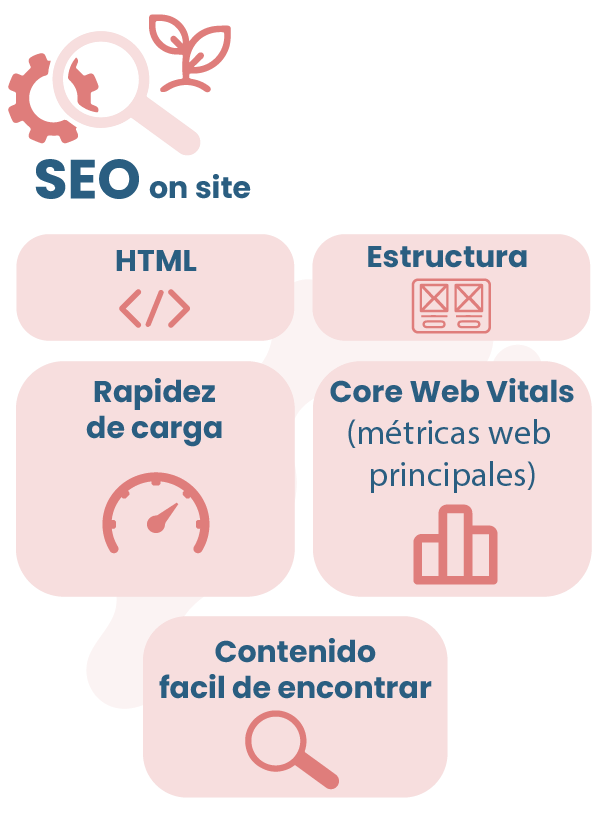 SEO on site
HTML
Estructura
Rapidez
de carga
Core Web Vitals
(métricas web
principales)
Contenido
facil de encontrar